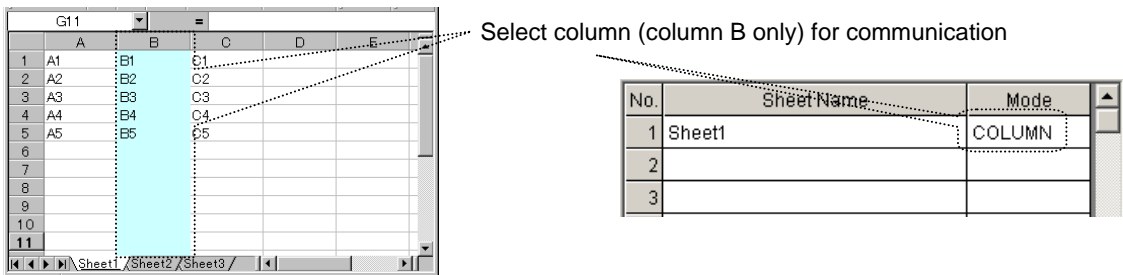 Select column (column B only) for communication
G11 =
A B C D E
1 A1 B1 C1
2 A2 B2 C2
3 A3 B3 C3
4 A4 B4 C4
5 A5 B5 C5
6
7
8
9
10
11
Sheet1 Sheet2 Sheet3
No. Sheet Name Mode
1 Sheet1 COLUMN
2
3